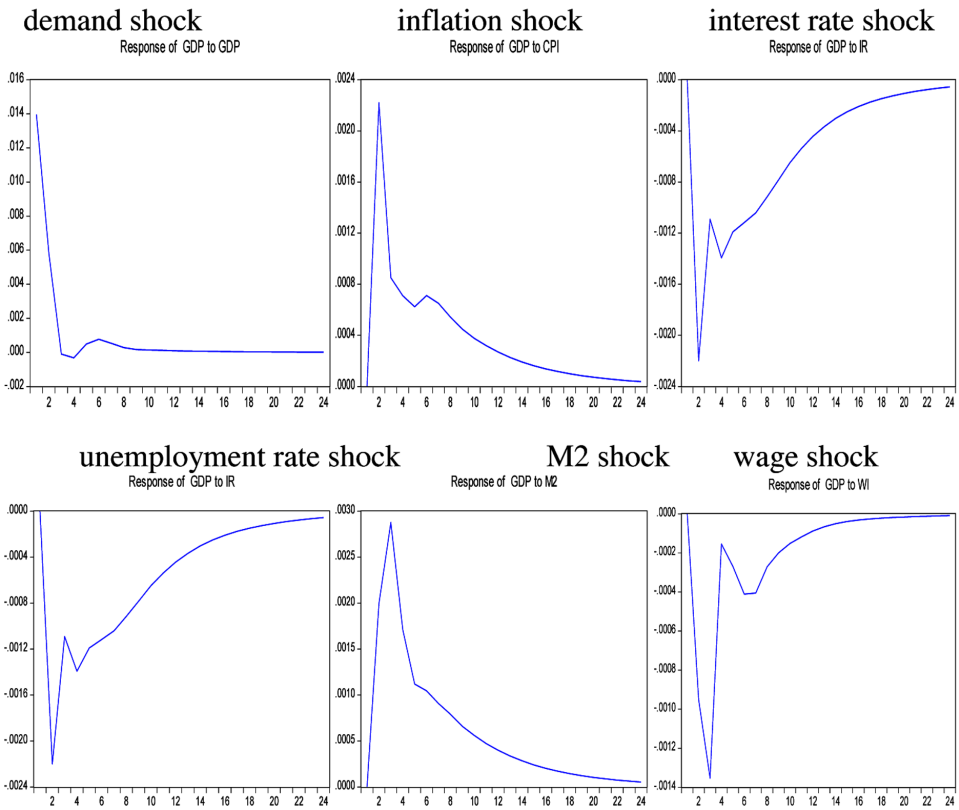 demand shock
Response of GDP to GDP
.016
.014
.012
.010
.008
.006
.004
.002
.000
-.002
2 4 6 8 10 12 14 16 18 20 22 24
inflation shock
Response of GDP to CPI
.0024
.0020
.0016
.0012
.0008
.0004
.0000
2 4 6 8 10 12 14 16 18 20 22 24
interest rate shock
Response of GDP to IR
.0000
-.0004
-.0008
-.0012
-.0016
-.0020
-.0024
2 4 6 8 10 12 14 16 18 20 22 24
unemployment rate shock
Response of GDP to IR
.0000
-.0004
-.0008
-.0012
-.0016
-.0020
-.0024
2 4 6 8 10 12 14 16 18 20 22 24
M2 shock
Response of GDP to M2
.0030
.0025
.0020
.0015
.0010
.0005
.0000
2 4 6 8 10 12 14 16 18 20 22 24
wage shock
Response of GDP to WI
.0000
-.0002
-.0004
-.0006
-.0008
-.0010
-.0012
-.0014
2 4 6 8 10 12 14 16 18 20 22 24